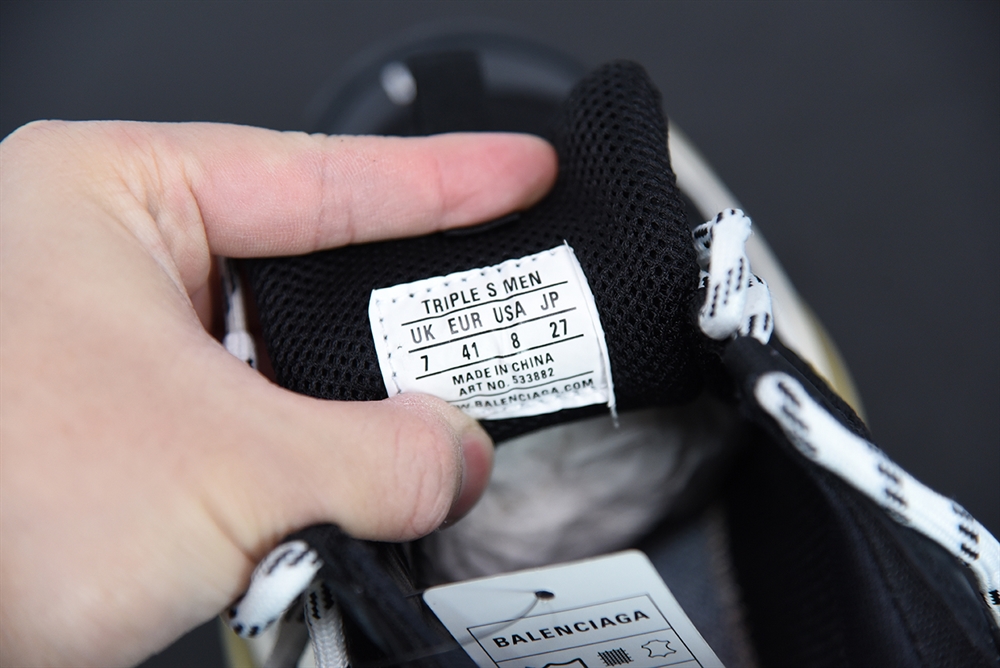 TRIPLE S MEN
UK EUR USA JP
7 41 8 27
MADE IN CHINA
ART NO. 533882
W.BALENCIAGA.COM
BALENCIAGA